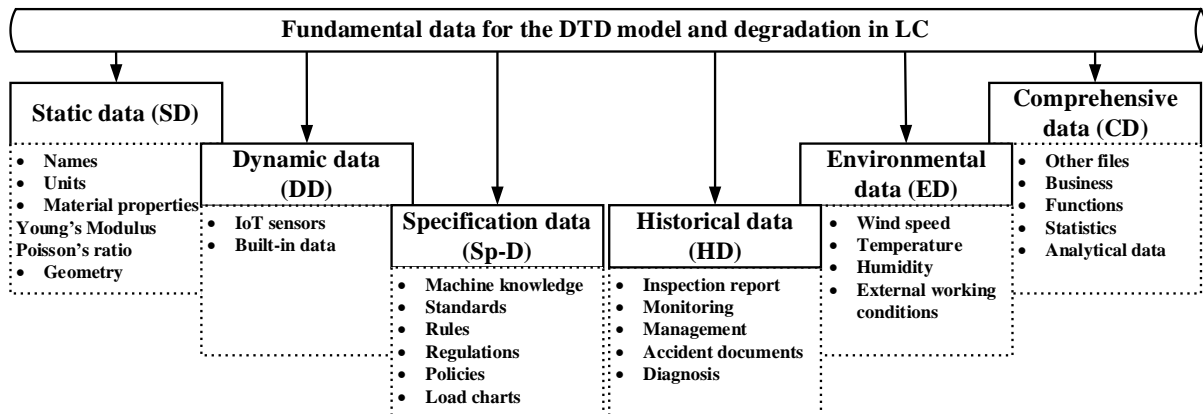 Fundamental data for the DTD model and degradation in LC
Static data (SD)
• Names
• Units
• Material properties
Young's Modulus
Poisson's ratio
• Geometry
Dynamic data
(DD)
• IoT sensors
• Built-in data
Specification data
(Sp-D)
• Machine knowledge
• Standards
• Rules
• Regulations
• Policies
• Load charts
Historical data
(HD)
• Inspection report
• Monitoring
• Management
• Accident documents
• Diagnosis
Environmental
data (ED)
• Wind speed
• Temperature
• Humidity
• External working
conditions
Comprehensive
data (CD)
• Other files
• Business
• Functions
• Statistics
• Analytical data